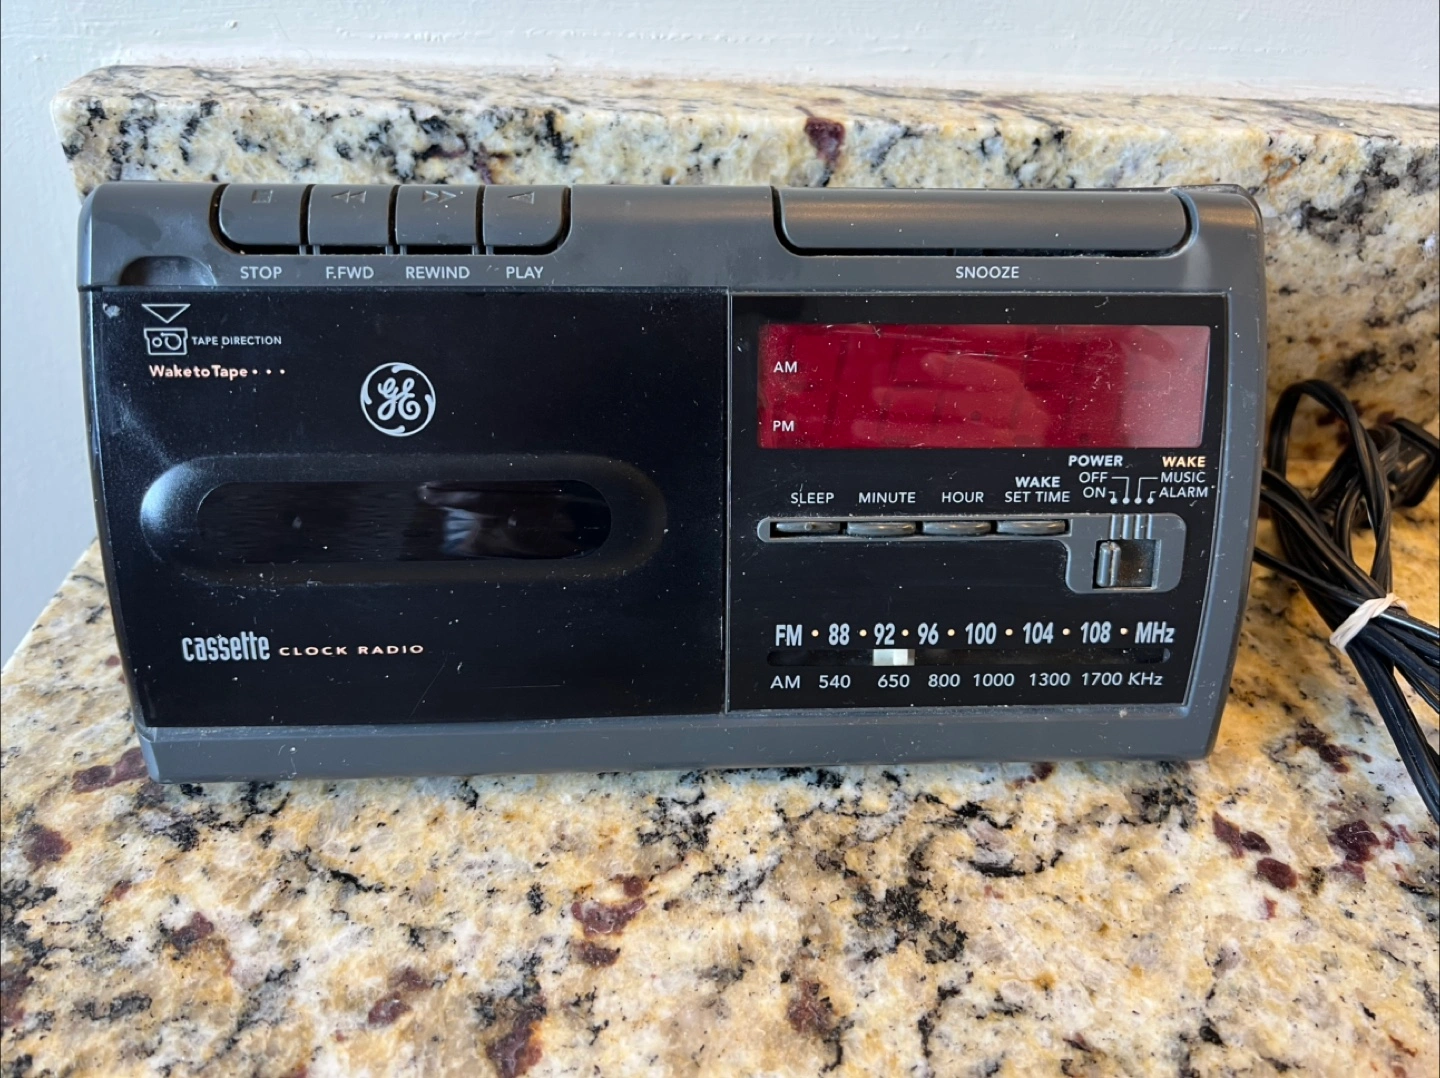 STOP F.FWD REWIND PLAY
SNOOZE
TAPE DIRECTION
WaketoTape • • •
GE
AM
PM
POWER WAKE
OFF MUSIC
ON ALARM
SLEEP MINUTE HOUR WAKE
SET TIME
cassette CLOCK RADIO
FM • 88 • 92 • 96 • 100 • 104 • 108 • MHz
AM 540 650 800 1000 1300 1700 KHz